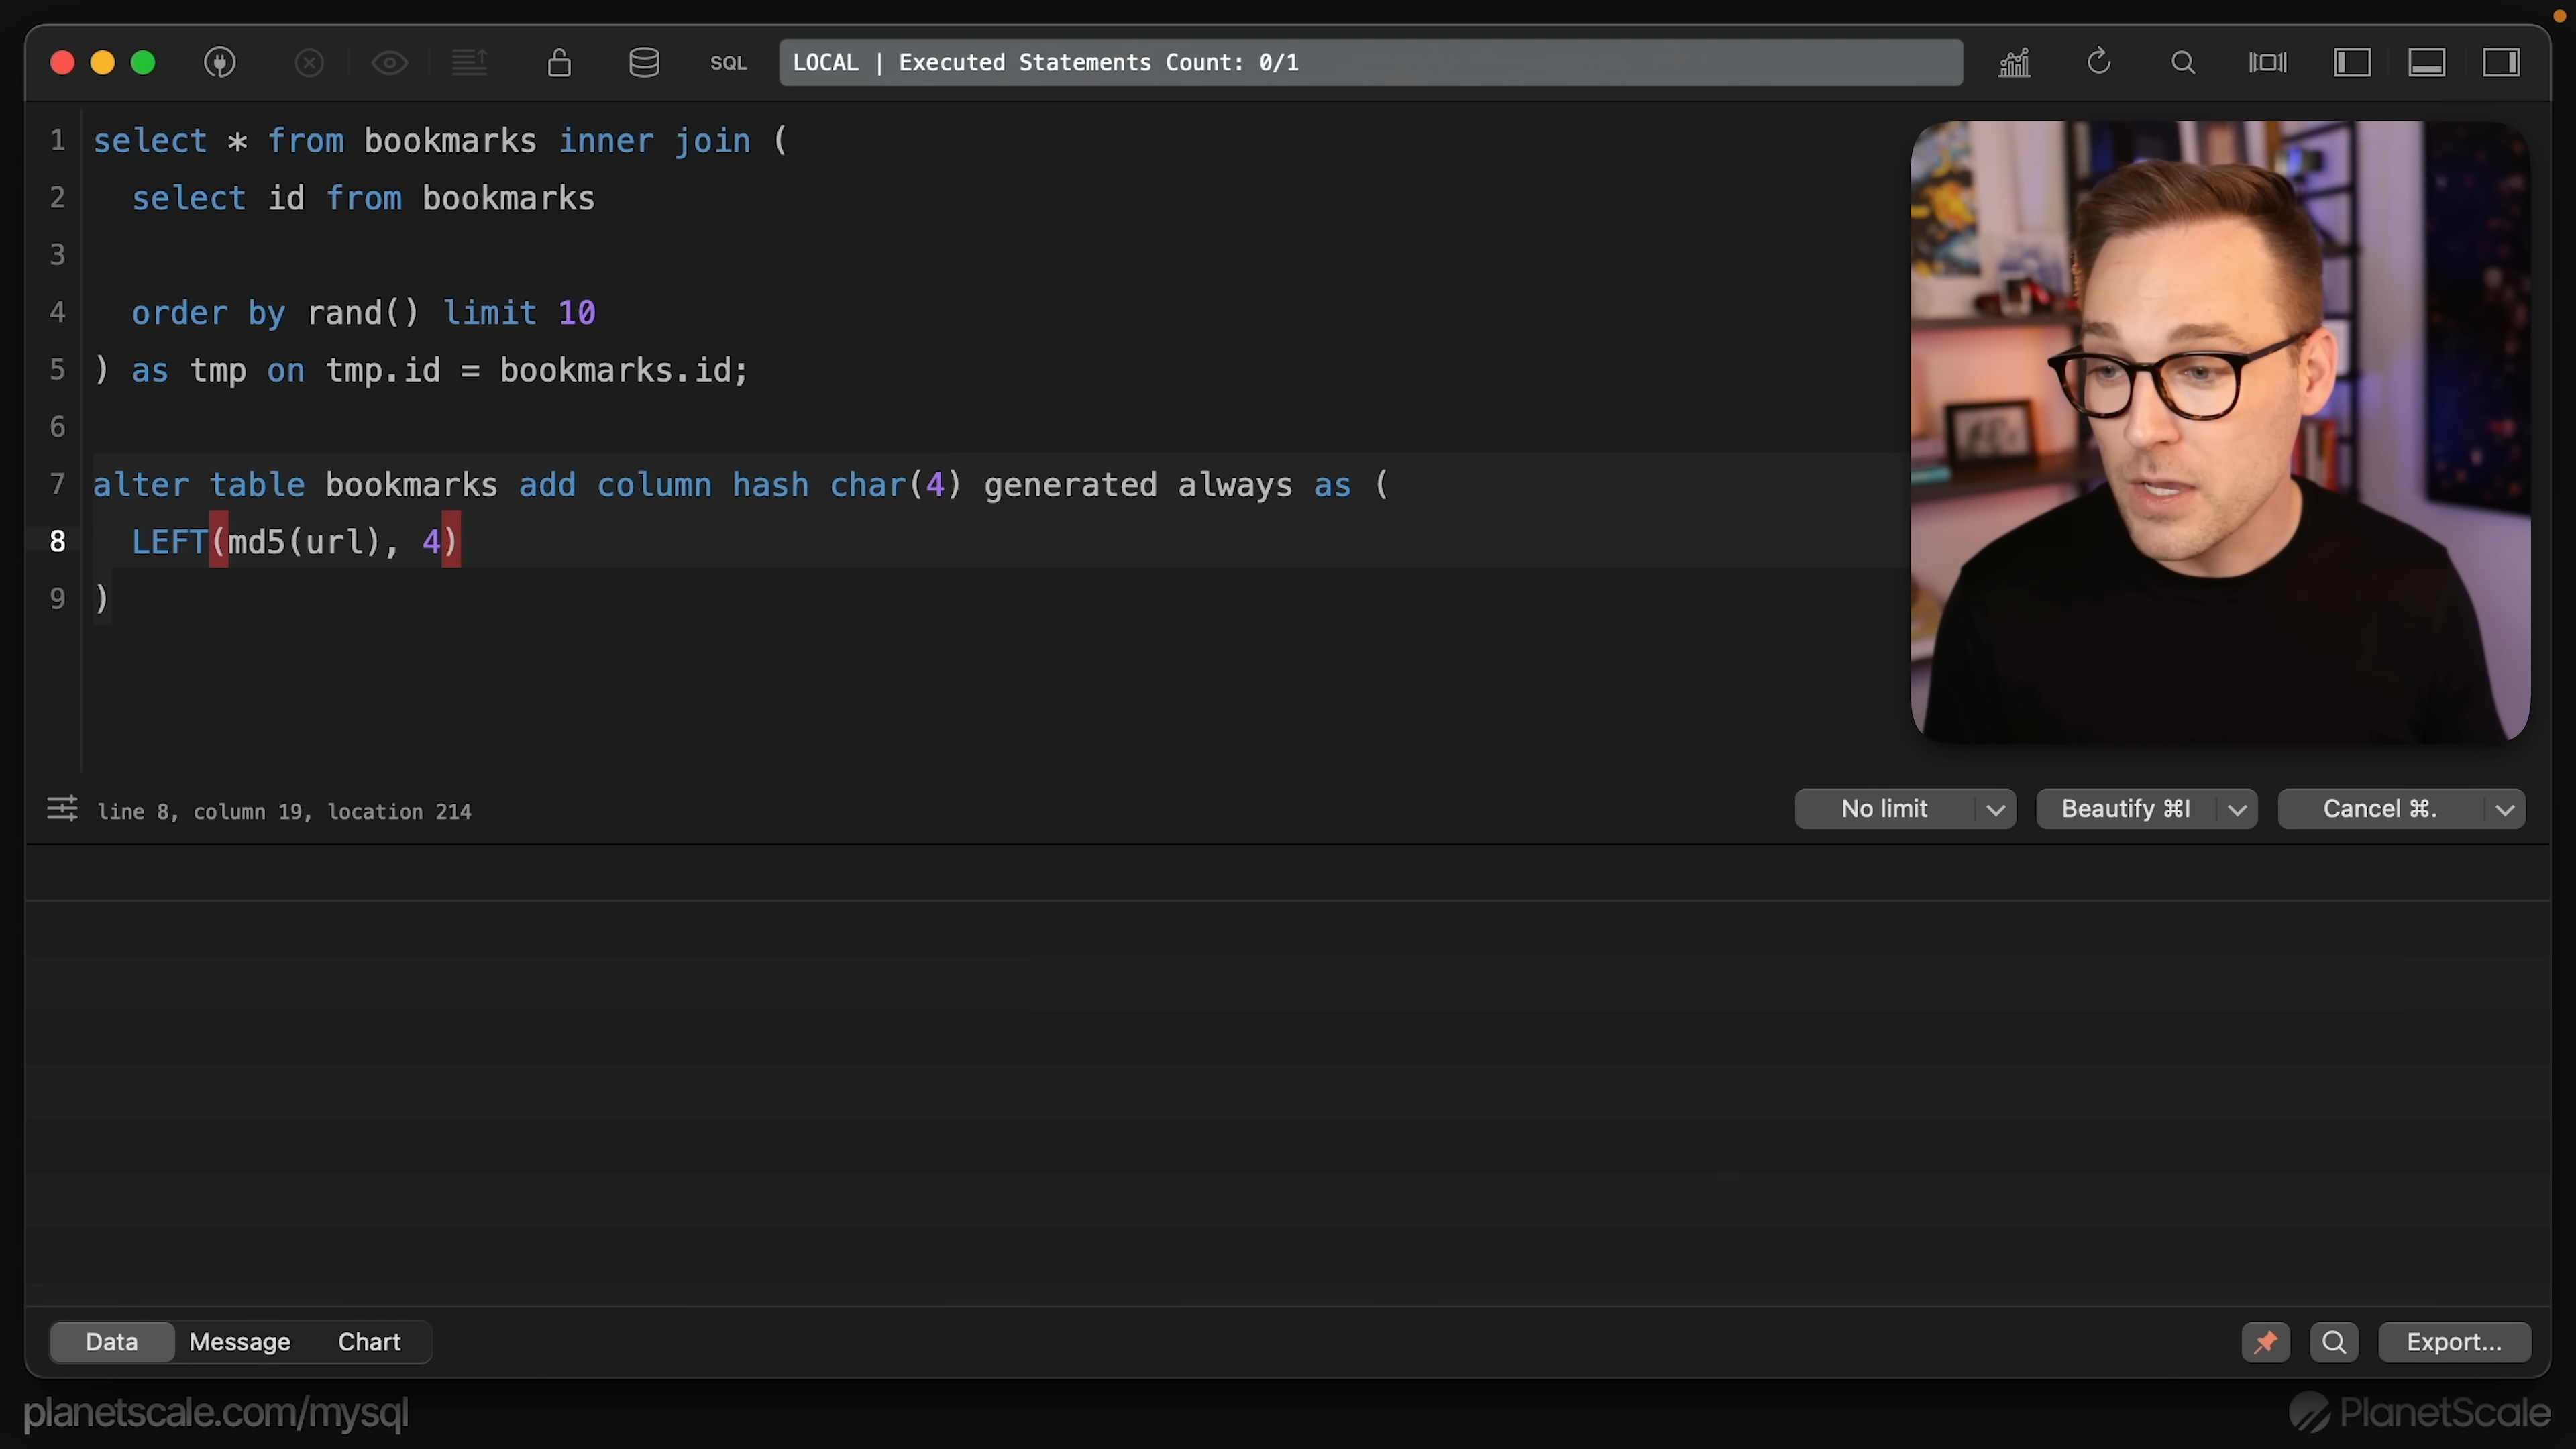 SQL
LOCAL | Executed Statements Count: 0/1
1 select * from bookmarks inner join (
2 select id from bookmarks
3
4 order by rand() limit 10
5 ) as tmp on tmp.id = bookmarks.id;
6
7 alter table bookmarks add column hash char(4) generated always as (
8 LEFT(md5(url), 4)
9 )
line 8, column 19, location 214
No limit
Beautify ⌘I
Cancel ⌘.
Data
Message
Chart
Export...
planetscale.com/mysql
PlanetScale